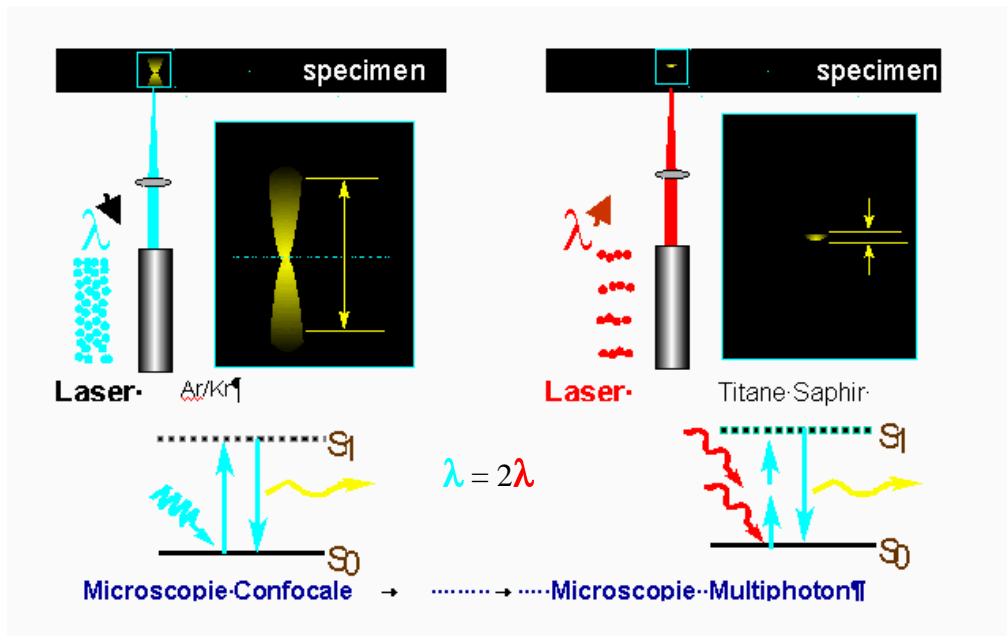 specimen
specimen
λ
λ
Laser· Ar/Kr¶
Laser· Titane·Saphir·
S1
S1
λ = 2λ
S0
S0
Microscopie·Confocale → ·········→·····Microscopie··Multiphoton¶